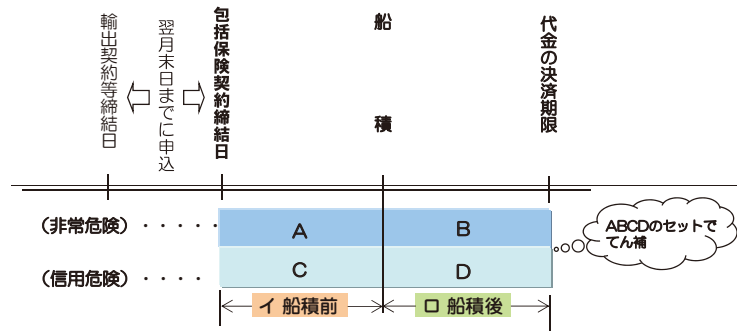 輸出契約等締結日
翌月末日までに申込
包括保険契約締結日
船積
代金の決済期限
(非常危険)・・・・・
A
B
(信用危険)・・・・
C
D
ABCDのセットで
てん補
イ 船積前
ロ 船積後